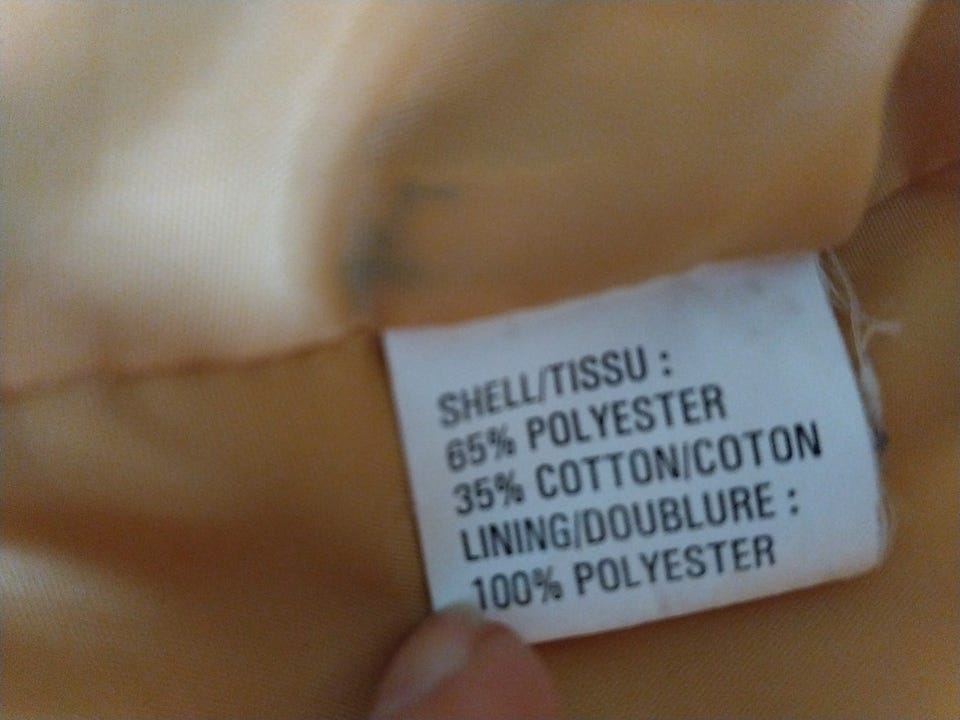 SHELL/TISSU :
65% POLYESTER
35% COTTON/COTON
LINING/DOUBLURE :
100% POLYESTER